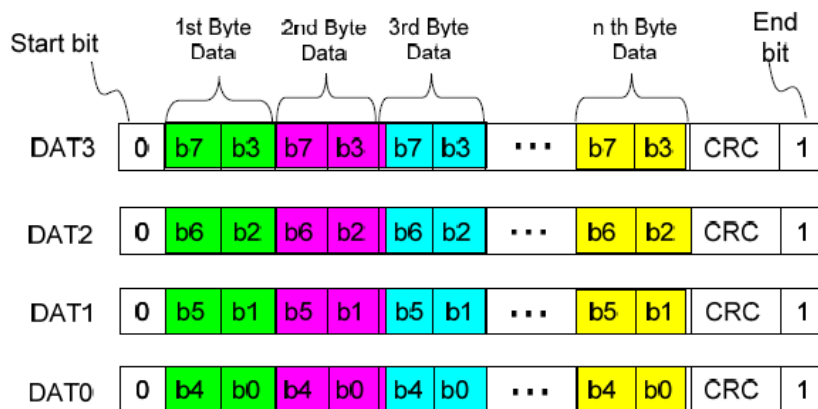 Start bit
1st Byte Data
2nd Byte Data
3rd Byte Data
n th Byte Data
End bit
DAT3 0 b7 b3 b7 b3 b7 b3 ... b7 b3 CRC 1
DAT2 0 b6 b2 b6 b2 b6 b2 ... b6 b2 CRC 1
DAT1 0 b5 b1 b5 b1 b5 b1 ... b5 b1 CRC 1
DAT0 0 b4 b0 b4 b0 b4 b0 ... b4 b0 CRC 1